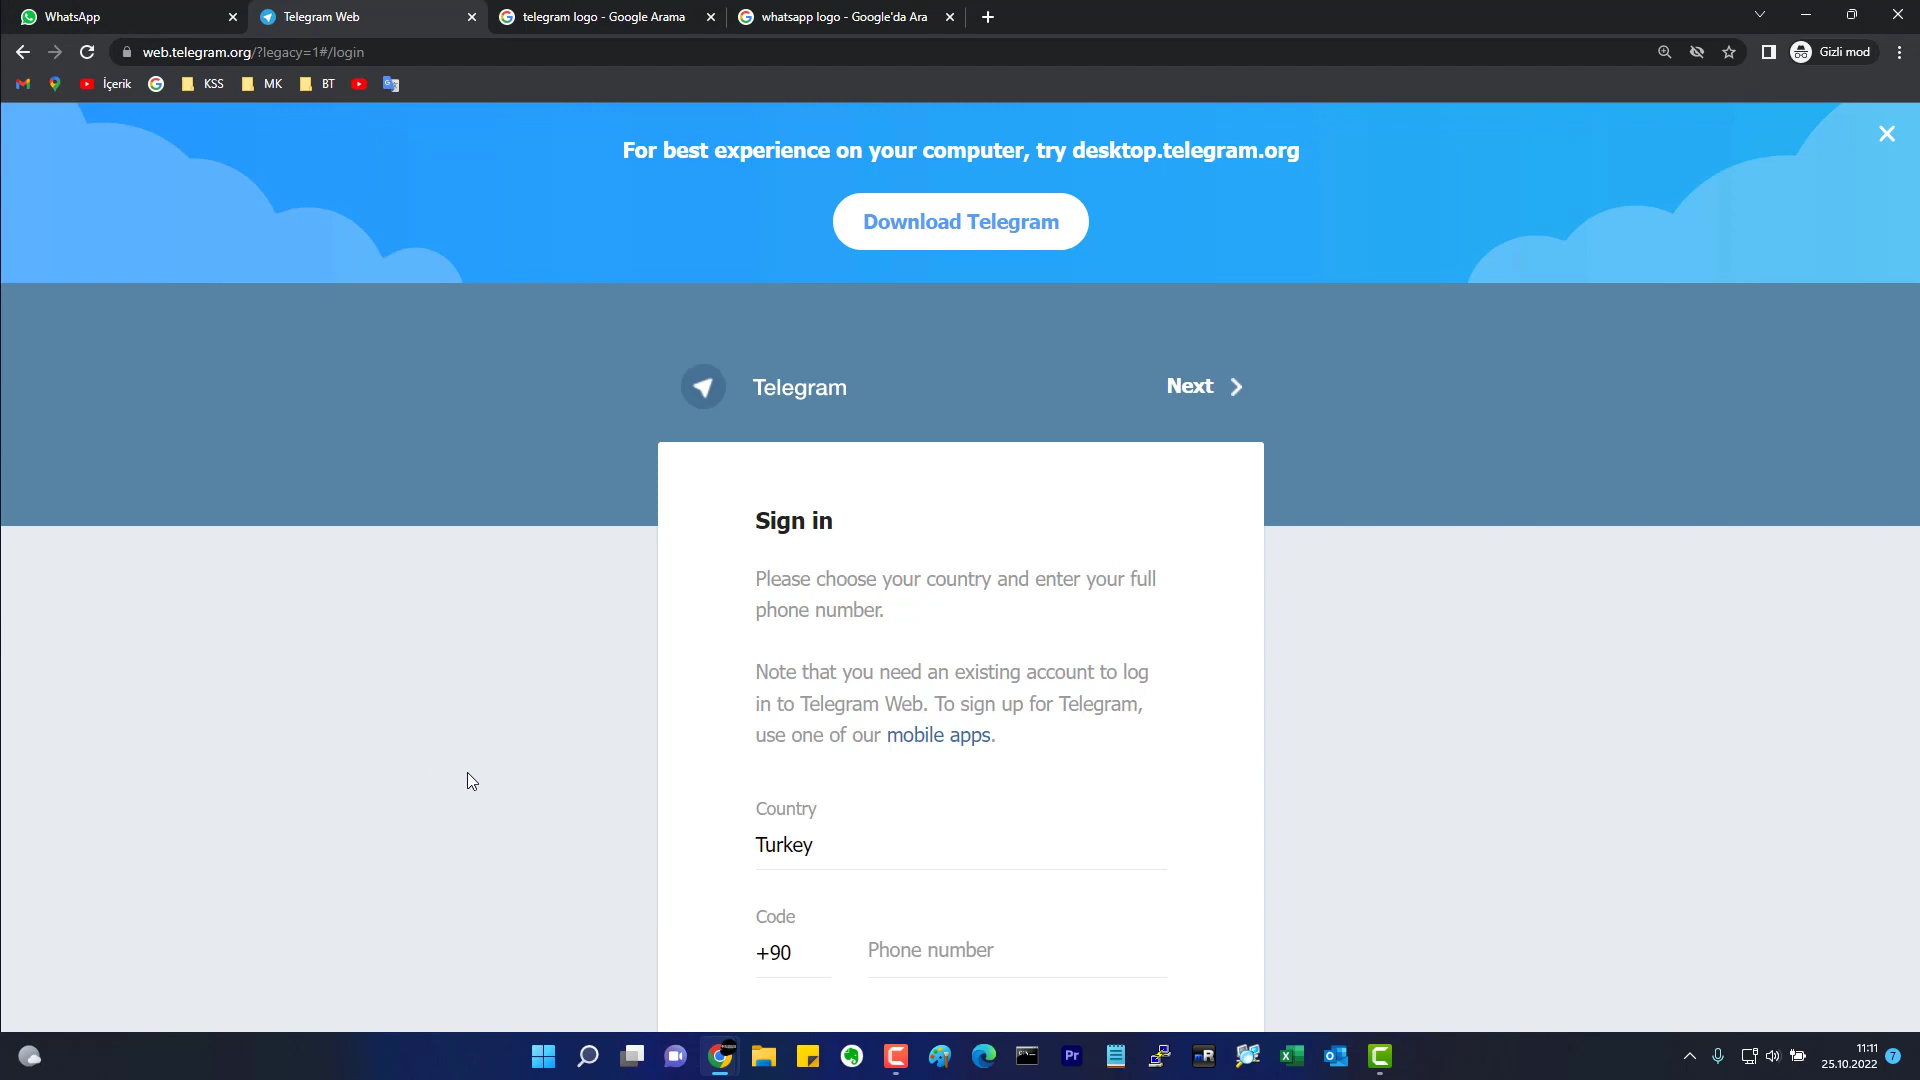 WhatsApp
Telegram Web
telegram logo - Google Arama
whatsapp logo - Google'da Ara
web.telegram.org/?legacy=1#/login
Gizli mod
İçerik
KSS
MK
BT
For best experience on your computer, try desktop.telegram.org
Download Telegram
Telegram
Next
Sign in
Please choose your country and enter your full
phone number.
Note that you need an existing account to log
in to Telegram Web. To sign up for Telegram,
use one of our mobile apps.
Country
Turkey
Code
+90
Phone number
Pr
11:11
25.10.2022
7